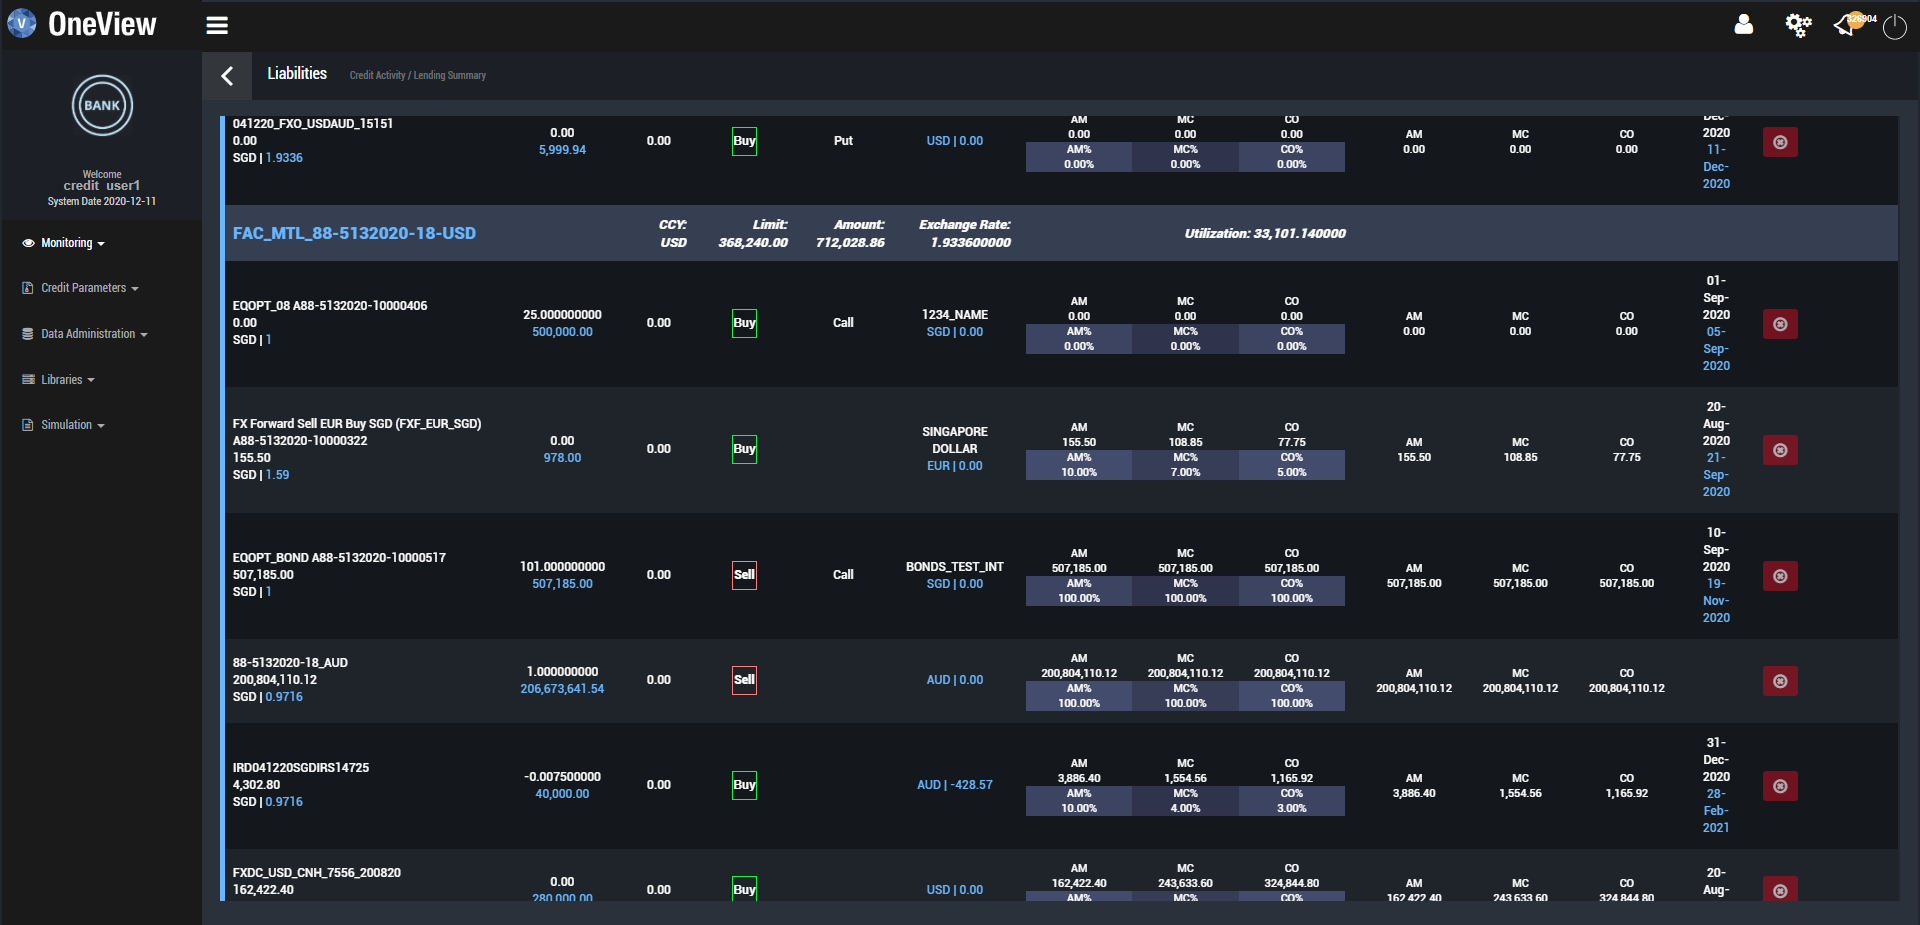 OneView
326904
BANK
Welcome
credit_user1
System Date 2020-12-11
Monitoring
Credit Parameters
Data Administration
Libraries
Simulation
Liabilities
Credit Activity / Lending Summary
041220_FXO_USDAUD_15151
0.00
SGD | 1.9336
0.00
5,999.94
0.00
Buy
Put
USD | 0.00
AM MC CO
0.00 0.00 0.00
AM% MC% CO%
0.00% 0.00% 0.00%
AM MC CO
0.00 0.00 0.00
Dec-
2020
11-
Dec-
2020
FAC_MTL_88-5132020-18-USD
CCY:
USD
Limit:
368,240.00
Amount:
712,028.86
Exchange Rate:
1.933600000
Utilization: 33,101.140000
EQOPT_08 A88-5132020-10000406
0.00
SGD | 1
25.000000000
500,000.00
0.00
Buy
Call
1234_NAME
SGD | 0.00
AM MC CO
0.00 0.00 0.00
AM% MC% CO%
0.00% 0.00% 0.00%
AM MC CO
0.00 0.00 0.00
01-
Sep-
2020
05-
Sep-
2020
FX Forward Sell EUR Buy SGD (FXF_EUR_SGD)
A88-5132020-10000322
155.50
SGD | 1.59
0.00
978.00
0.00
Buy
SINGAPORE
DOLLAR
EUR | 0.00
AM MC CO
155.50 108.85 77.75
AM% MC% CO%
10.00% 7.00% 5.00%
AM MC CO
155.50 108.85 77.75
20-
Aug-
2020
21-
Sep-
2020
EQOPT_BOND A88-5132020-10000517
507,185.00
SGD | 1
101.000000000
507,185.00
0.00
Sell
Call
BONDS_TEST_INT
SGD | 0.00
AM MC CO
507,185.00 507,185.00 507,185.00
AM% MC% CO%
100.00% 100.00% 100.00%
AM MC CO
507,185.00 507,185.00 507,185.00
10-
Sep-
2020
19-
Nov-
2020
88-5132020-18_AUD
200,804,110.12
SGD | 0.9716
1.000000000
206,673,641.54
0.00
Sell
AUD | 0.00
AM MC CO
200,804,110.12 200,804,110.12 200,804,110.12
AM% MC% CO%
100.00% 100.00% 100.00%
AM MC CO
200,804,110.12 200,804,110.12 200,804,110.12
IRD041220SGDIRS14725
4,302.80
SGD | 0.9716
-0.007500000
40,000.00
0.00
Buy
AUD | -428.57
AM MC CO
3,886.40 1,554.56 1,165.92
AM% MC% CO%
10.00% 4.00% 3.00%
AM MC CO
3,886.40 1,554.56 1,165.92
31-
Dec-
2020
28-
Feb-
2021
FXDC_USD_CNH_7556_200820
162,422.40
0.00
280,000.00
0.00
Buy
USD | 0.00
AM MC CO
162,422.40 243,633.60 324,844.80
AM% MC% CO%
AM MC CO
162,422.40 243,633.60 324,844.80
20-
Aug-